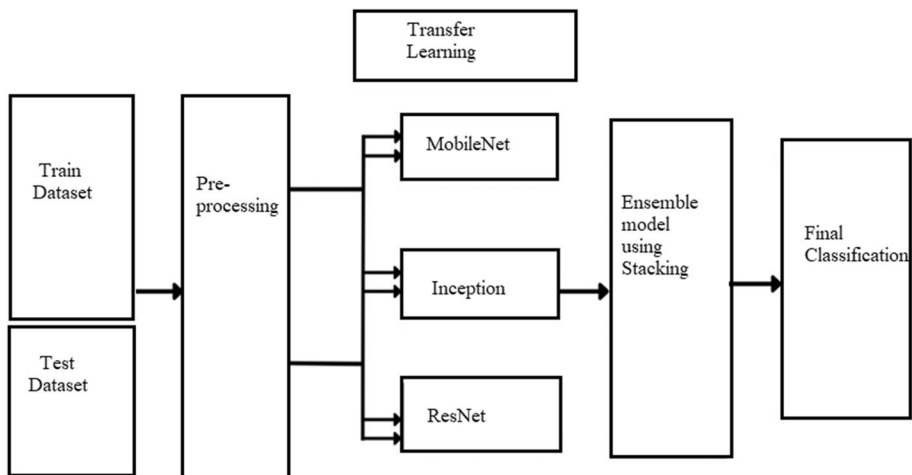 Transfer
Learning
Train
Dataset
Test
Dataset
Pre-
processing
MobileNet
Inception
ResNet
Ensemble
model
using
Stacking
Final
Classification